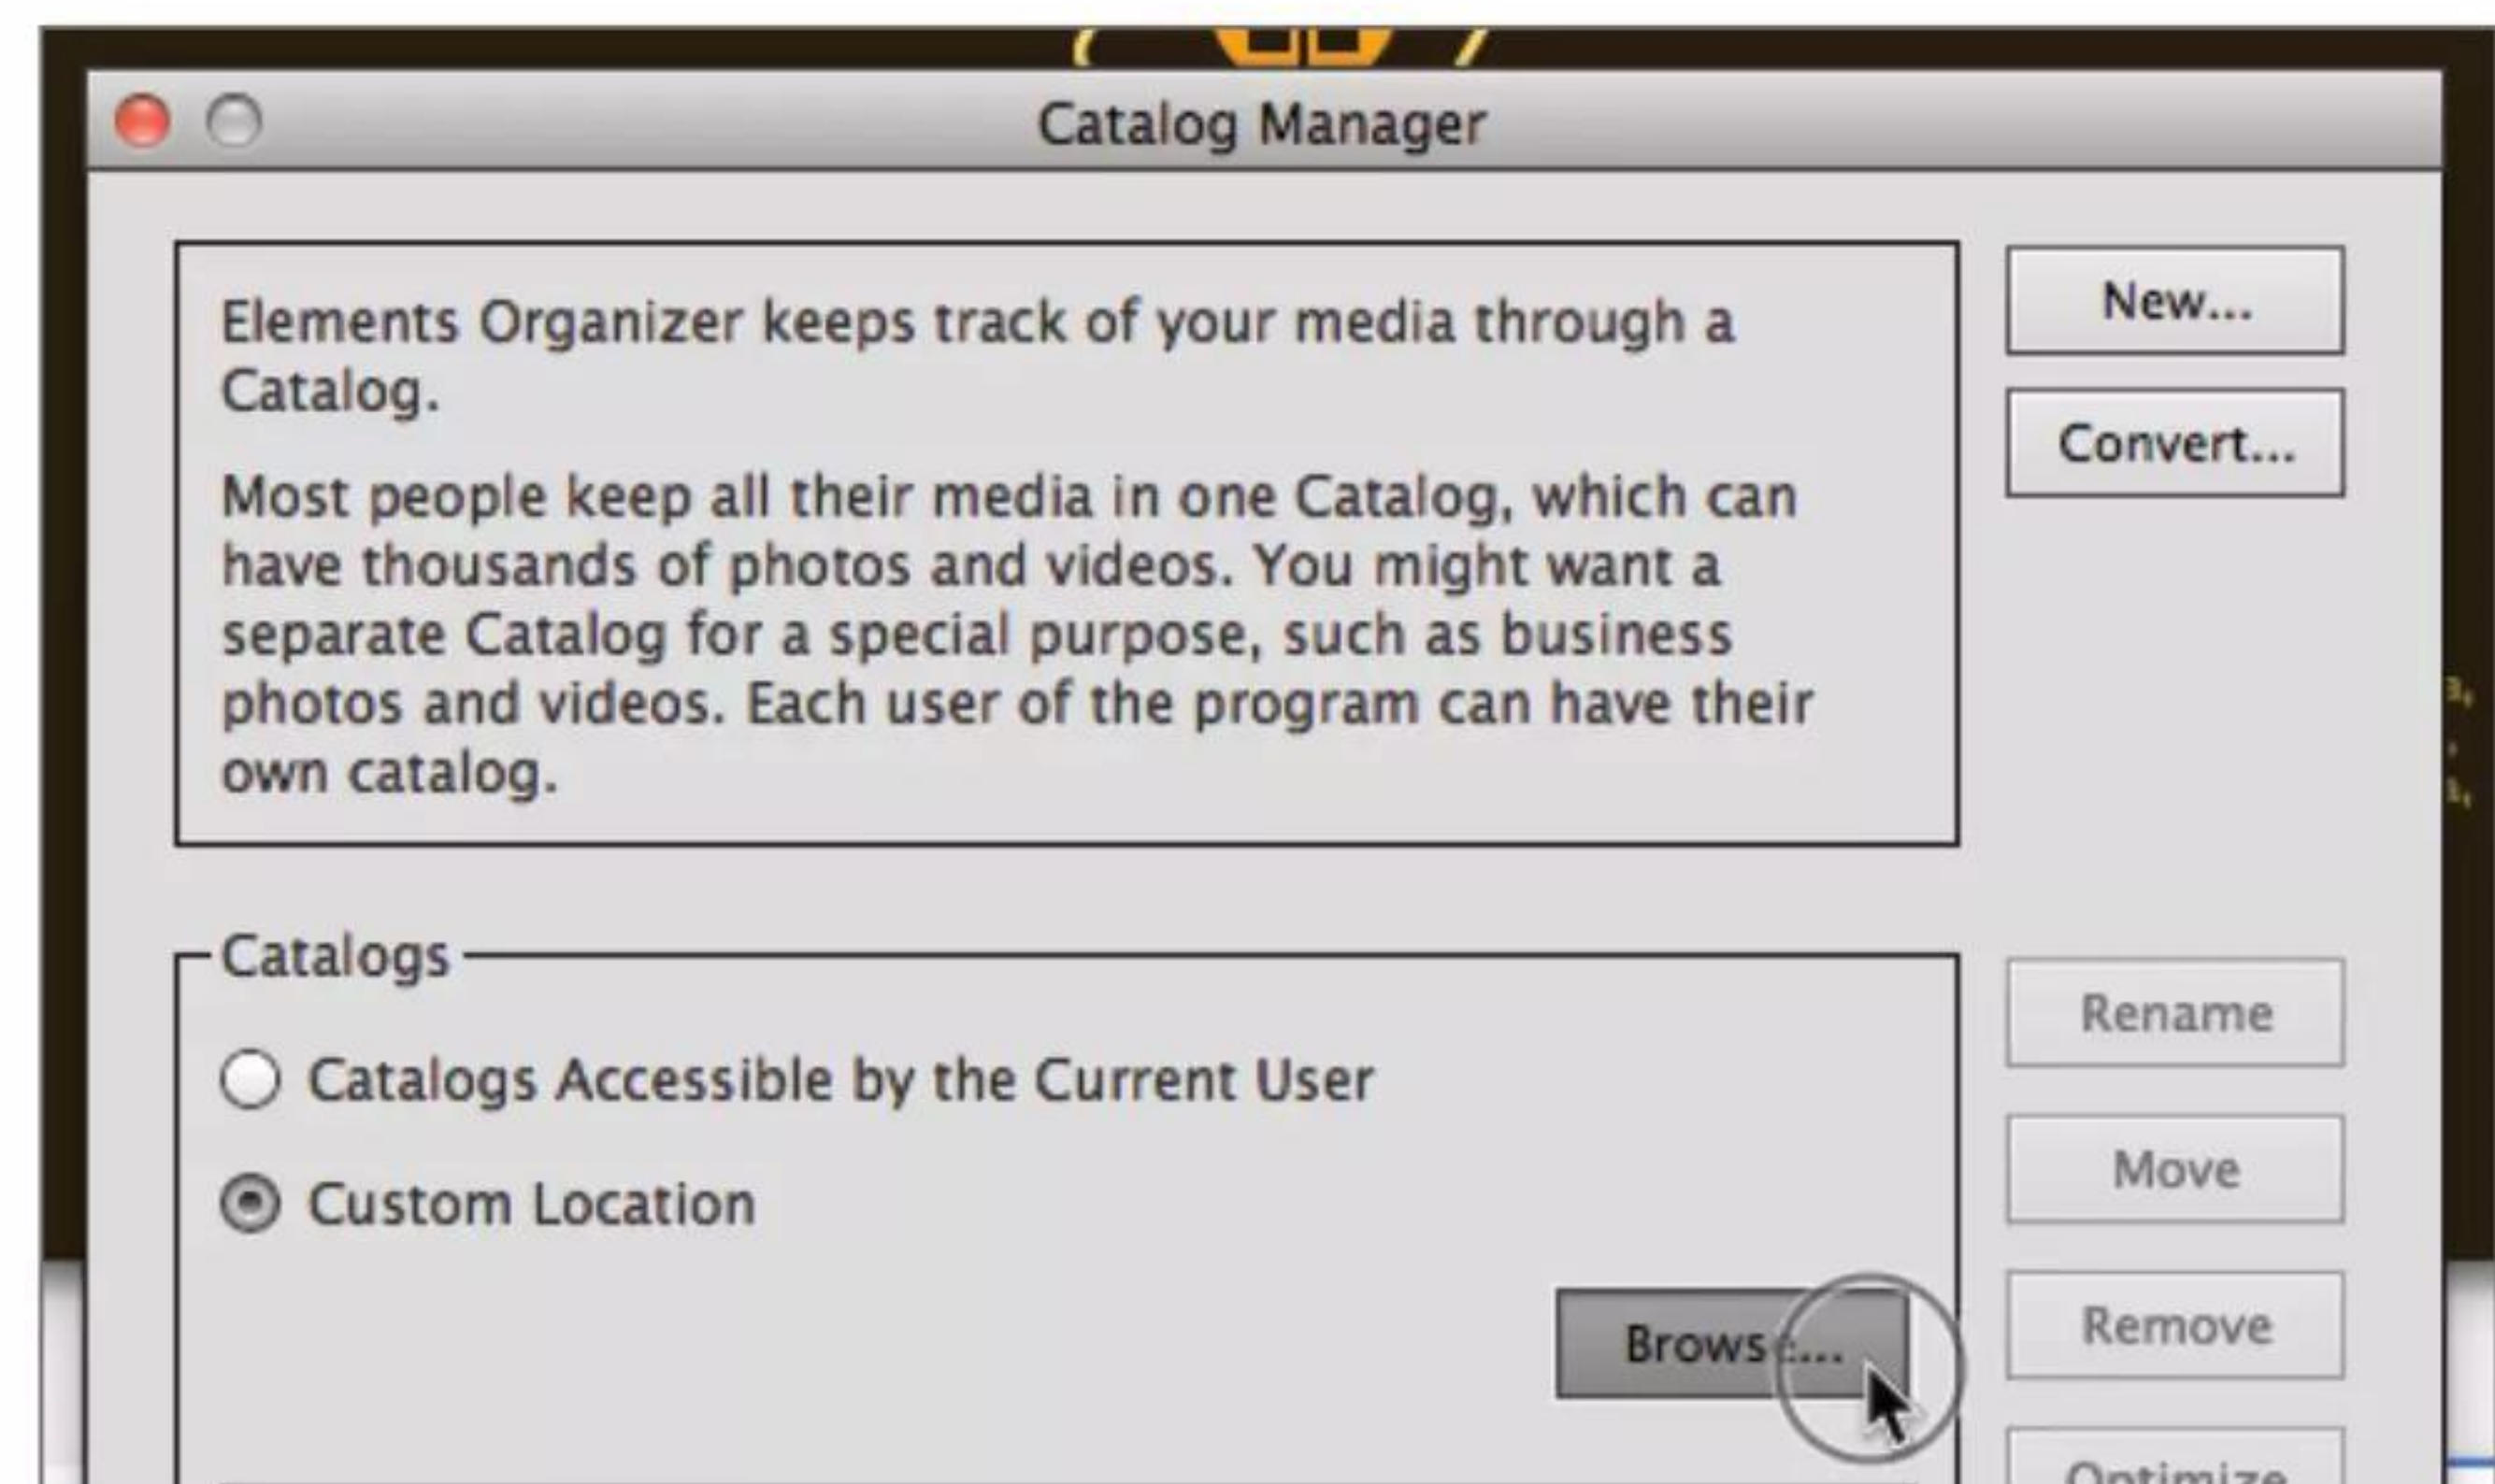 Catalog Manager
Elements Organizer keeps track of your media through a
Catalog.
Most people keep all their media in one Catalog, which can
have thousands of photos and videos. You might want a
separate Catalog for a special purpose, such as business
photos and videos. Each user of the program can have their
own catalog.
New...
Convert...
Catalogs
Catalogs Accessible by the Current User
Custom Location
Browse...
Rename
Move
Remove
Optimize